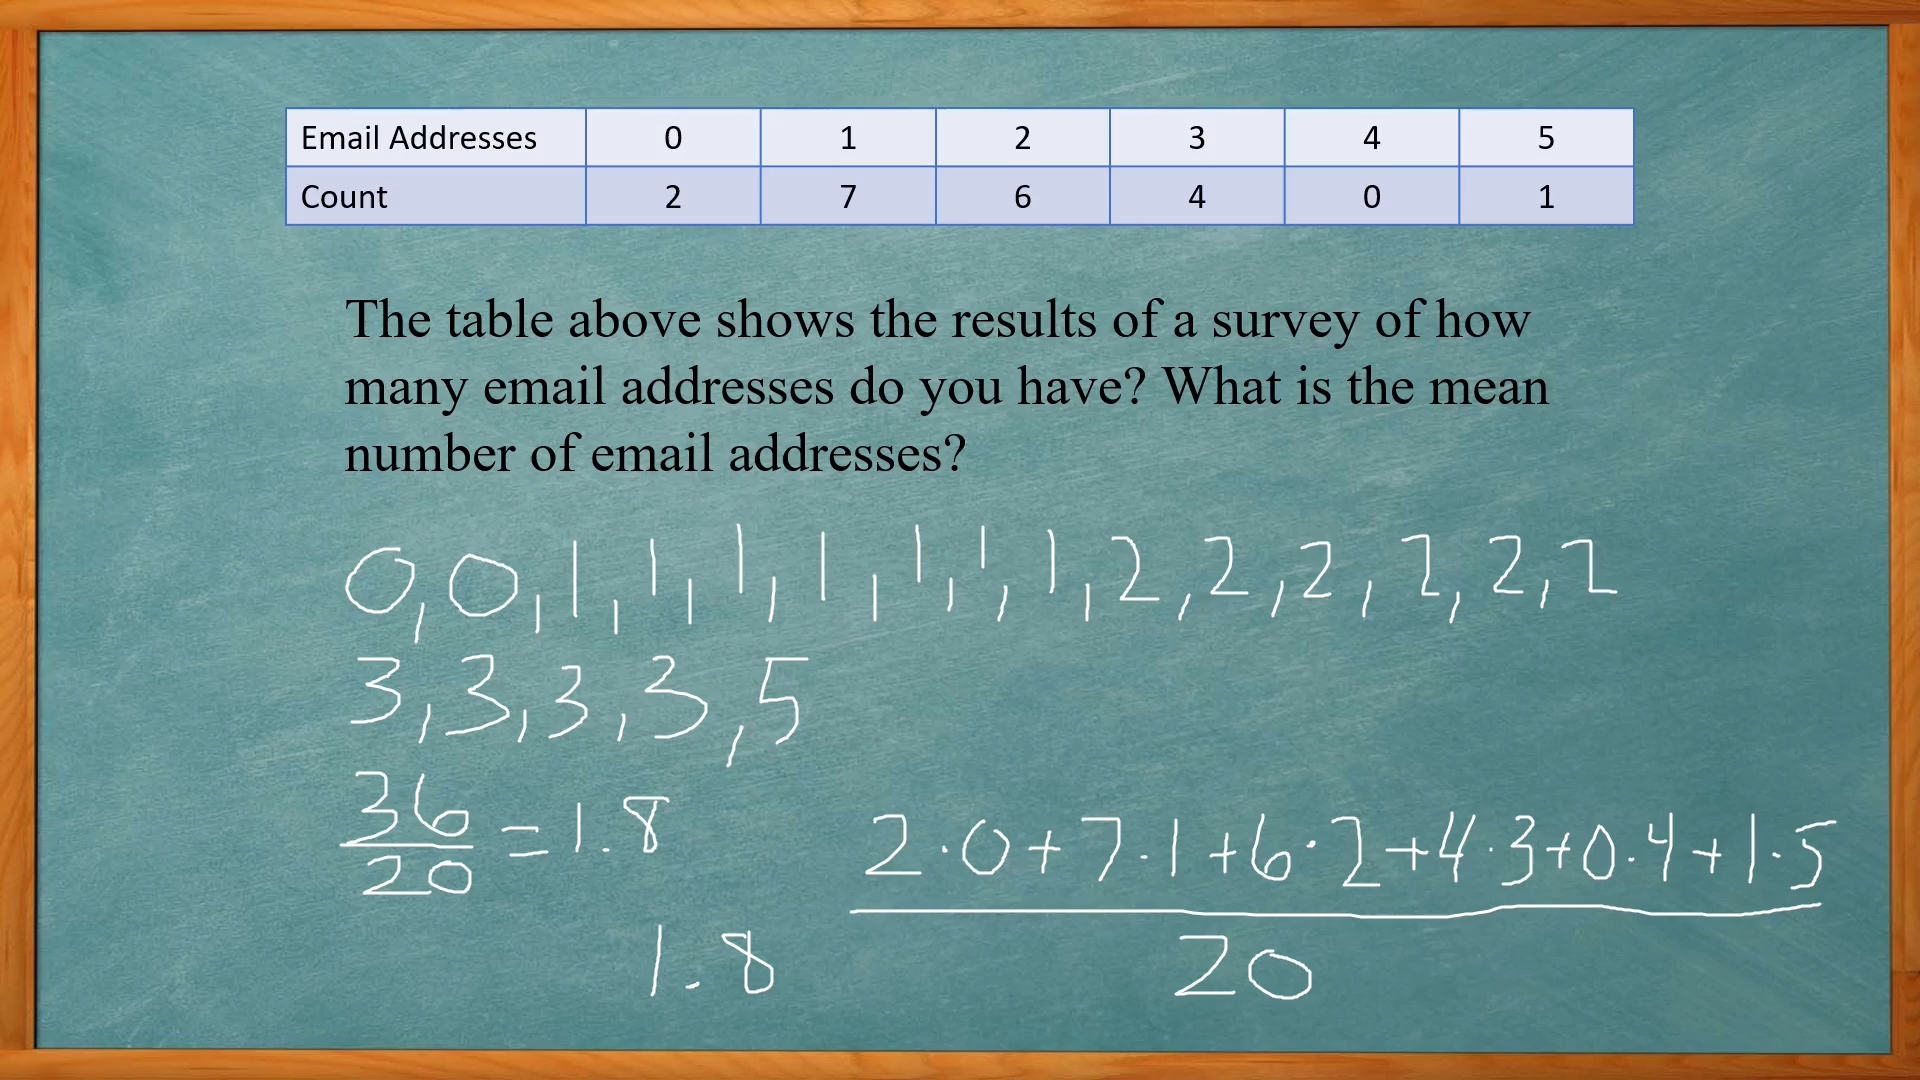 Email Addresses 0 1 2 3 4 5
Count 2 7 6 4 0 1
The table above shows the results of a survey of how
many email addresses do you have? What is the mean
number of email addresses?
0, 0, 1, 1, 1, 1, 1, 1, 1, 2, 2, 2, 2, 2, 2
3, 3, 3, 3, 5
36/20 = 1.8
2·0+7·1+6·2+4·3+0·4+1·5
1.8
20